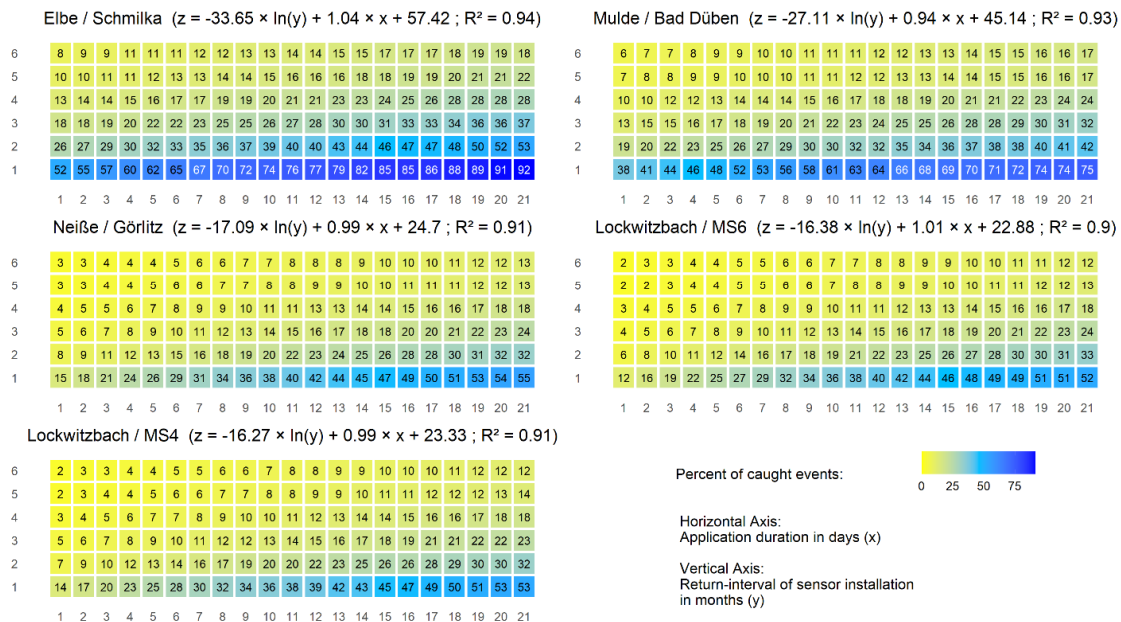 Elbe / Schmilka (z = -33.65 × ln(y) + 1.04 × x + 57.42 ; R² = 0.94)
6 8 9 9 11 11 11 12 12 13 13 14 14 15 15 17 17 17 18 19 19 18
5 10 10 11 11 12 13 13 14 14 15 16 16 16 18 18 19 19 20 21 21 22
4 13 14 14 15 16 17 17 19 19 20 21 21 23 23 24 25 26 28 28 28 28
3 18 18 19 20 22 22 23 25 25 26 27 28 30 30 31 33 33 34 36 36 37
2 26 27 29 30 32 33 35 36 37 39 40 40 43 44 46 47 47 48 50 52 53
1 52 55 57 60 62 65 67 70 72 74 76 77 79 82 85 85 86 88 89 91 92
1 2 3 4 5 6 7 8 9 10 11 12 13 14 15 16 17 18 19 20 21
Mulde / Bad Düben (z = -27.11 × ln(y) + 0.94 × x + 45.14 ; R² = 0.93)
6 6 7 7 8 9 9 10 10 11 11 11 12 12 13 13 14 15 15 16 16 17
5 7 8 8 9 9 10 10 10 11 12 12 13 13 14 14 15 15 15 16 16 17
4 10 10 12 12 13 14 14 14 15 16 17 17 18 19 20 21 21 22 23 24 24
3 13 15 15 16 18 18 19 20 21 22 23 24 25 25 26 27 28 29 30 31 32
2 19 20 22 25 27 29 30 30 32 32 33 34 35 36 37 38 38 38 40 41 42
1 38 41 44 46 48 52 53 56 58 61 63 64 66 68 69 70 71 72 74 74 75
1 2 3 4 5 6 7 8 9 10 11 12 13 14 15 16 17 18 19 20 21
Neiße / Görlitz (z = -17.09 × ln(y) + 0.99 × x + 24.7 ; R² = 0.91)
6 3 3 4 4 4 5 6 6 7 7 8 8 8 9 10 10 10 11 12 12 13
5 3 3 4 5 5 6 6 7 7 8 8 9 9 10 10 11 11 11 12 12 13
4 4 5 5 6 7 8 9 9 10 11 11 13 13 14 14 15 16 16 17 18 18
3 5 6 7 8 9 10 11 12 13 14 15 16 17 18 18 20 20 21 22 23 24
2 8 9 11 12 13 15 16 18 19 20 22 23 24 25 26 28 28 30 31 32 32
1 15 18 21 24 26 29 31 34 36 38 40 42 44 45 47 49 50 51 53 54 55
1 2 3 4 5 6 7 8 9 10 11 12 13 14 15 16 17 18 19 20 21
Lockwitzbach / MS6 (z = -16.38 × ln(y) + 1.01 × x + 22.88 ; R² = 0.9)
6 2 3 3 4 4 5 5 6 6 7 7 8 8 9 9 10 10 11 11 12 12
5 2 2 3 4 4 5 6 6 7 7 8 8 9 9 10 10 11 11 12 12 13
4 3 4 5 5 6 7 8 9 9 10 11 12 12 13 13 14 15 16 16 17 18
3 4 5 6 7 8 9 10 11 12 13 14 15 16 17 18 19 20 21 22 23 24
2 6 8 10 11 12 14 16 17 18 19 21 22 23 25 26 27 28 30 30 31 33
1 12 16 19 22 25 27 29 32 34 36 38 40 42 44 46 48 49 49 51 51 52
1 2 3 4 5 6 7 8 9 10 11 12 13 14 15 16 17 18 19 20 21
Lockwitzbach / MS4 (z = -16.27 × ln(y) + 0.99 × x + 23.33 ; R² = 0.91)
6 2 3 3 4 4 5 5 6 6 7 7 8 8 9 9 10 10 10 11 12 12 12
5 2 3 4 4 5 6 6 7 7 8 8 9 9 10 11 11 12 12 12 13 14
4 3 4 5 6 7 7 8 9 10 10 11 12 12 13 14 14 16 16 17 18 18
3 5 6 7 8 8 9 10 11 12 13 14 15 16 17 17 19 20 21 21 22 23
2 7 9 10 12 13 14 16 17 19 20 20 21 22 23 25 26 26 28 30 30 32
1 14 17 20 23 25 28 30 32 34 36 38 39 42 43 45 47 49 50 51 53 53
1 2 3 4 5 6 7 8 9 10 11 12 13 14 15 16 17 18 19 20 21
Percent of caught events:
0 25 50 75
Horizontal Axis:
Application duration in days (x)
Vertical Axis:
Return-interval of sensor installation
in months (y)